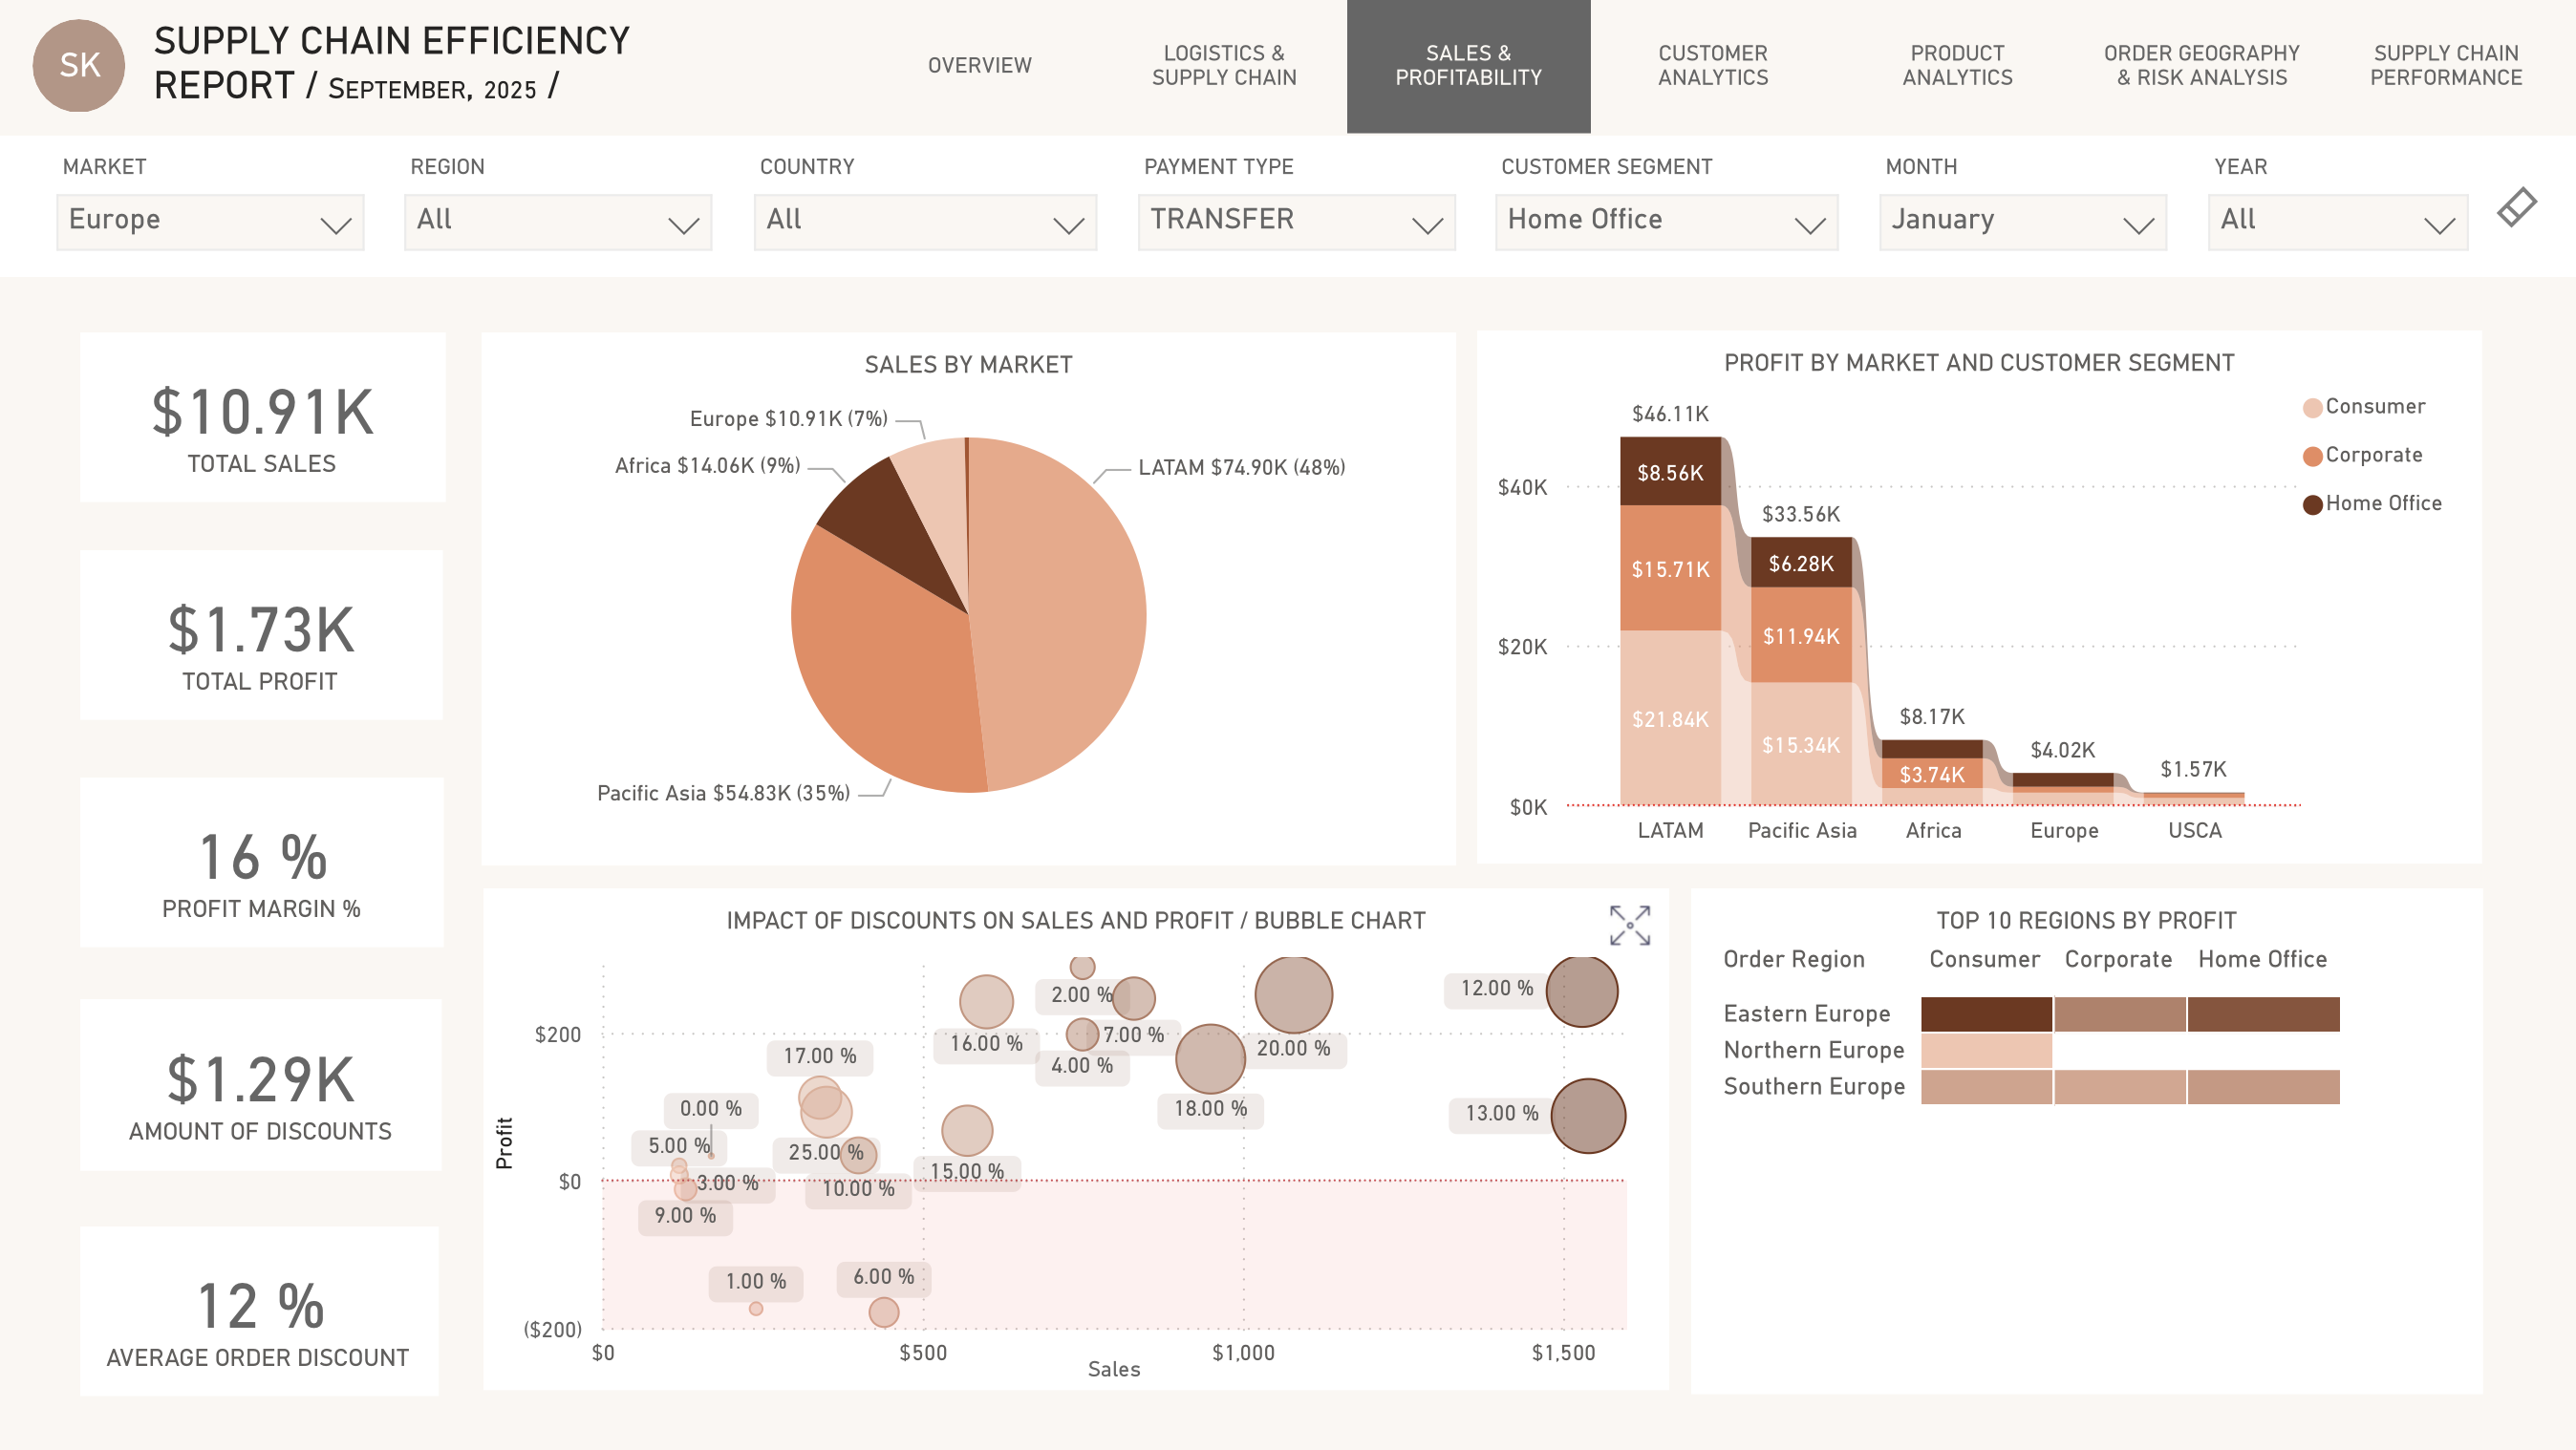 SK
SUPPLY CHAIN EFFICIENCY
REPORT / SEPTEMBER, 2025 /
OVERVIEW
LOGISTICS &
SUPPLY CHAIN
SALES &
PROFITABILITY
CUSTOMER
ANALYTICS
PRODUCT
ANALYTICS
ORDER GEOGRAPHY
& RISK ANALYSIS
SUPPLY CHAIN
PERFORMANCE
MARKET
Europe
REGION
All
COUNTRY
All
PAYMENT TYPE
TRANSFER
CUSTOMER SEGMENT
Home Office
MONTH
January
YEAR
All
$10.91K
TOTAL SALES
$1.73K
TOTAL PROFIT
16 %
PROFIT MARGIN %
$1.29K
AMOUNT OF DISCOUNTS
12 %
AVERAGE ORDER DISCOUNT
SALES BY MARKET
Europe $10.91K (7%)
Africa $14.06K (9%)
LATAM $74.90K (48%)
Pacific Asia $54.83K (35%)
PROFIT BY MARKET AND CUSTOMER SEGMENT
Consumer
Corporate
Home Office
$40K
$20K
$0K
$46.11K
$8.56K
$15.71K
$21.84K
$33.56K
$6.28K
$11.94K
$15.34K
$8.17K
$3.74K
$4.02K
$1.57K
LATAM
Pacific Asia
Africa
Europe
USCA
IMPACT OF DISCOUNTS ON SALES AND PROFIT / BUBBLE CHART
Profit
$200
$0
($200)
12.00 %
2.00 %
7.00 %
16.00 %
4.00 %
20.00 %
17.00 %
18.00 %
13.00 %
0.00 %
5.00 %
25.00 %
15.00 %
3.00 %
10.00 %
9.00 %
1.00 %
6.00 %
$0
$500
$1,000
$1,500
Sales
TOP 10 REGIONS BY PROFIT
Order Region Consumer Corporate Home Office
Eastern Europe
Northern Europe
Southern Europe